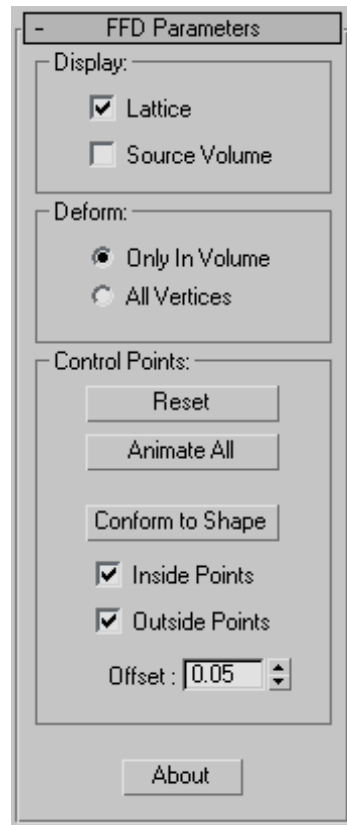 - FFD Parameters
Display:
Lattice
Source Volume
Deform:
Only In Volume
All Vertices
Control Points:
Reset
Animate All
Conform to Shape
Inside Points
Outside Points
Offset : 0.05
About